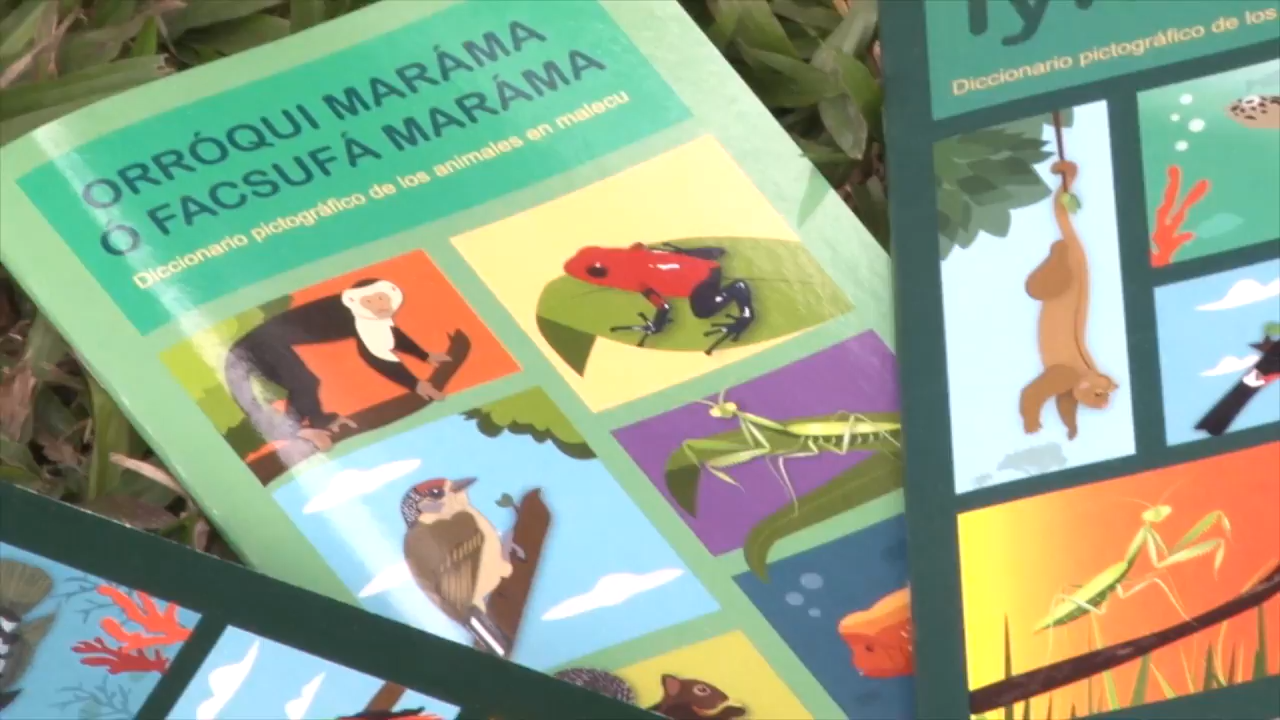 ORRÓQUI MARÁMA
Ó FACSUFÁ MARÁMA
Diccionario pictográfico de los animales en malecu
Diccionario pictográfico de los